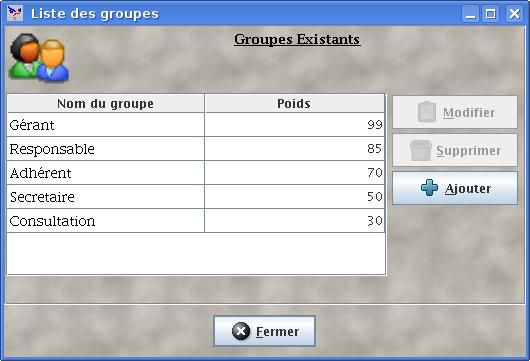 Liste des groupes
Groupes Existants
Nom du groupe Poids
Gérant 99
Responsable 85
Adhérent 70
Secretaire 50
Consultation 30
Modifier
Supprimer
Ajouter
Fermer